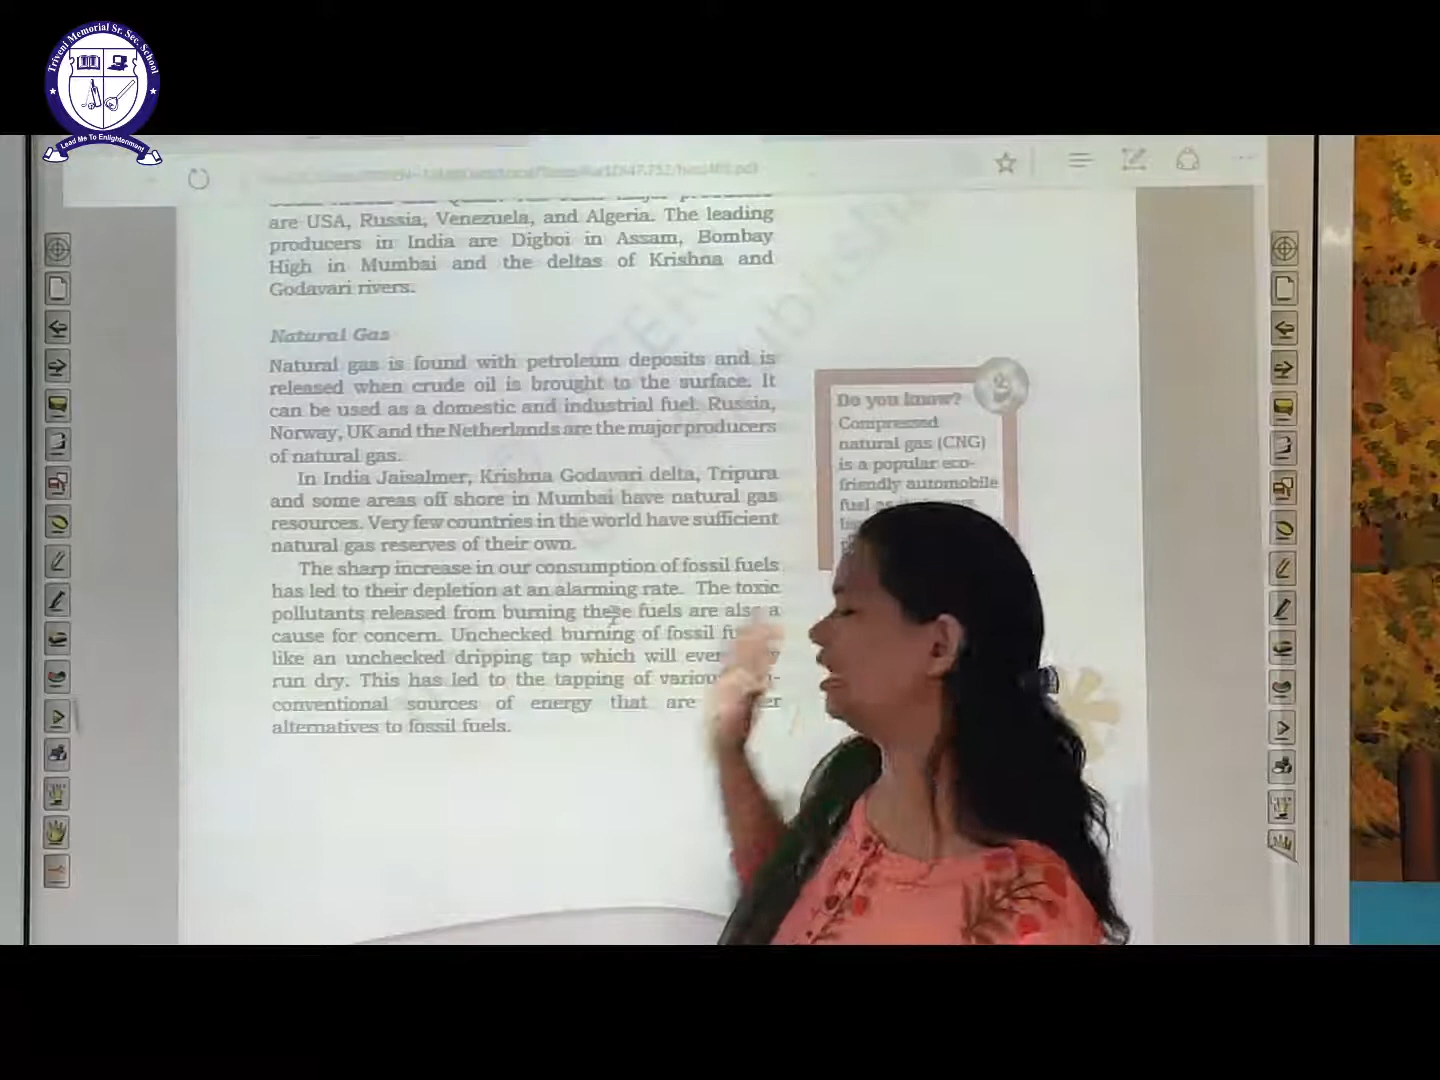 Triveni Memorial Sr. Sec. School
Lead Me To Enlightenment
are USA, Russia, Venezuela, and Algeria. The leading
producers in India are Digboi in Assam, Bombay
High in Mumbai and the deltas of Krishna and
Godavari rivers.
Natural Gas
Natural gas is found with petroleum deposits and is
released when crude oil is brought to the surface. It
can be used as a domestic and industrial fuel. Russia,
Norway, UK and the Netherlands are the major producers
of natural gas.
In India Jaisalmer, Krishna Godavari delta, Tripura
and some areas off shore in Mumbai have natural gas
resources. Very few countries in the world have sufficient
natural gas reserves of their own.
The sharp increase in our consumption of fossil fuels
has led to their depletion at an alarming rate. The toxic
pollutants released from burning these fuels are also a
cause for concern. Unchecked burning of fossil
like an unchecked dripping tap which will
run dry. This has led to the tapping of
conventional sources of energy that are
alternatives to fossil fuels.
Do you know?
Compressed
natural gas (CNG)
is a popular eco-
friendly automobile
fuel as